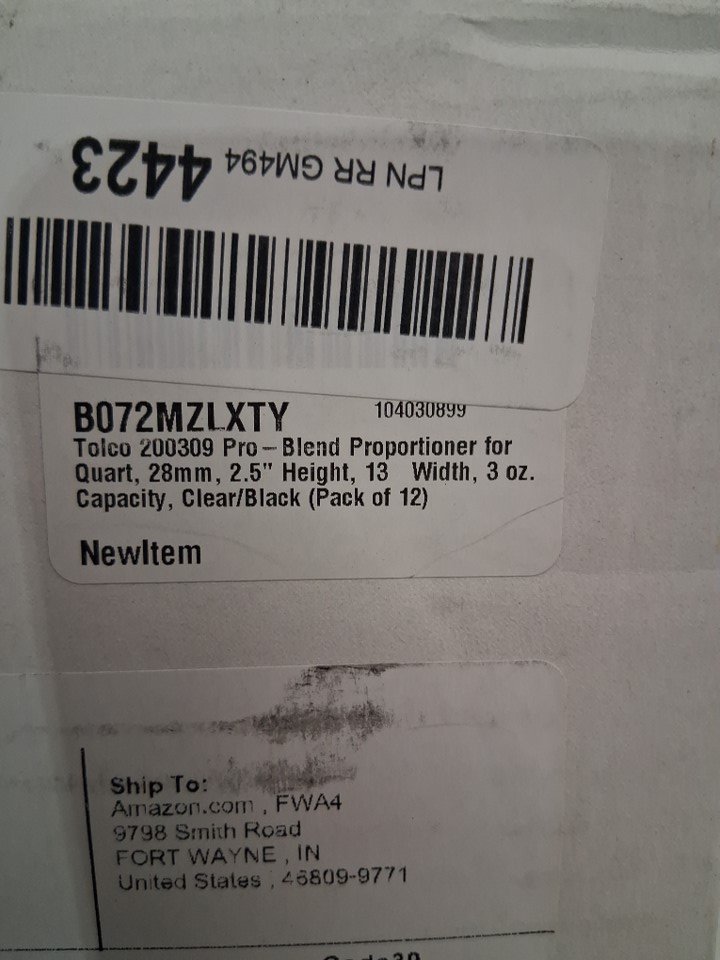 LPN RR GM494 4423
B072MZLXTY 104030899
Tolco 200309 Pro-Blend Proportioner for
Quart, 28mm, 2.5" Height, 13 Width, 3 oz.
Capacity, Clear/Black (Pack of 12)
NewItem
Ship To:
Amazon.com , FWA4
9798 Smith Road
FORT WAYNE , IN
United States , 46809-9771